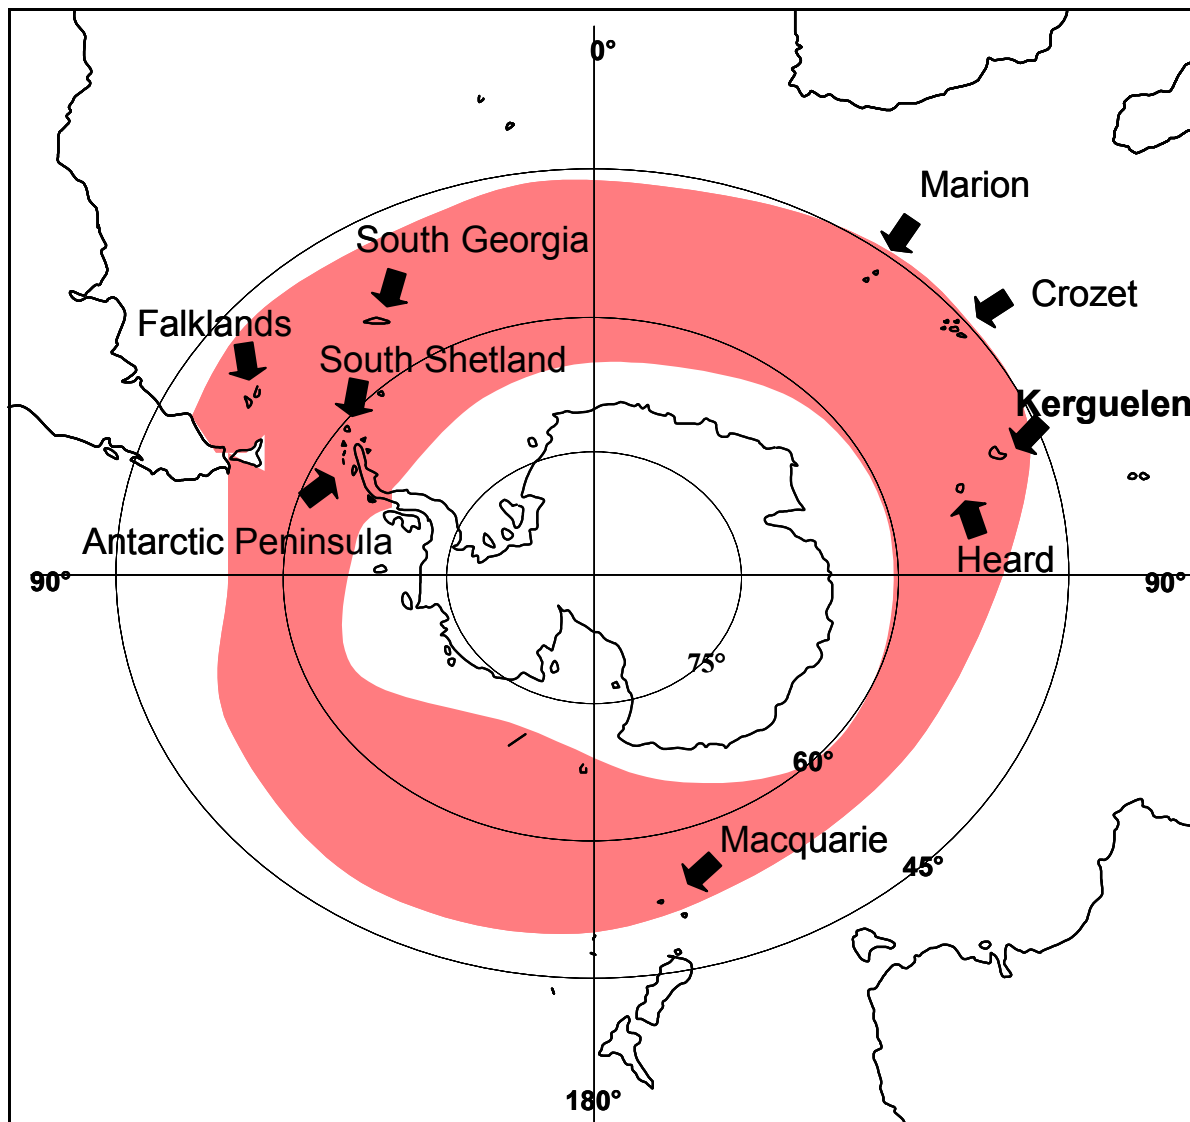 0°
Marion
South Georgia
Crozet
Falklands
South Shetland
Kerguelen
Antarctic Peninsula
Heard
90°
90°
75°
60°
Macquarie
45°
180°